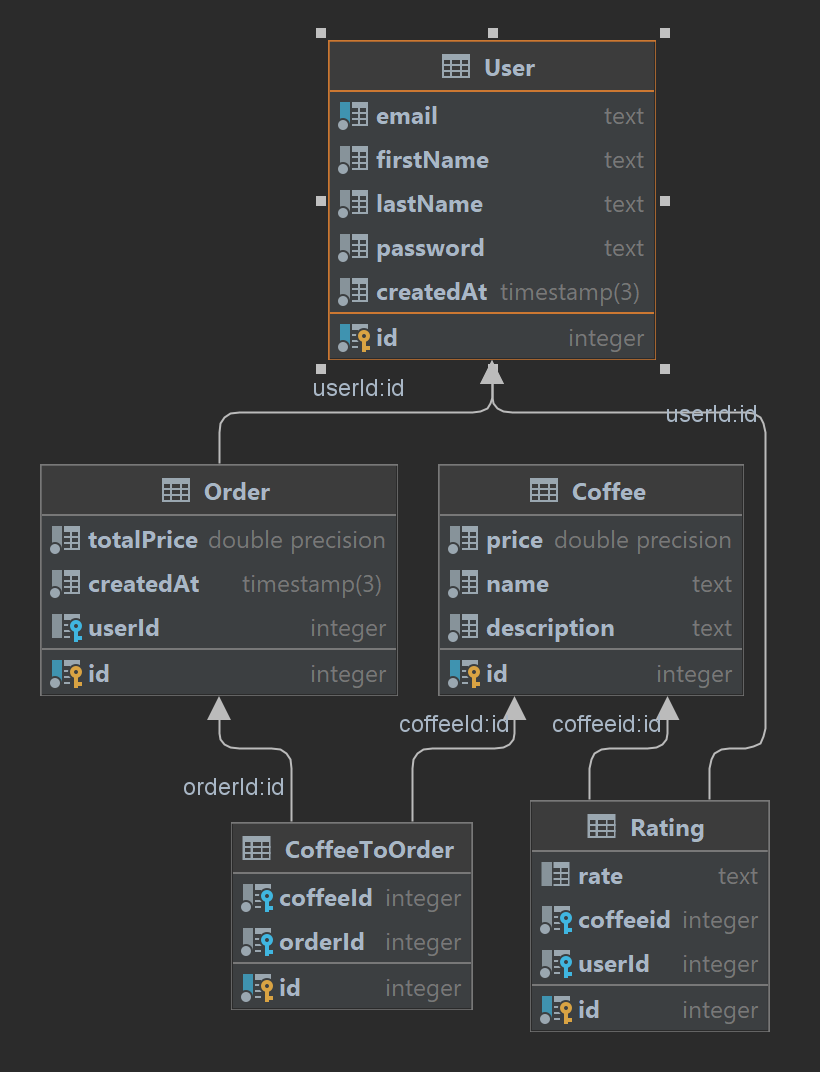 User
email text
firstName text
lastName text
password text
createdAt timestamp(3)
id integer
userId:id
userId:id
Order
totalPrice double precision
createdAt timestamp(3)
userId integer
id integer
Coffee
price double precision
name text
description text
id integer
coffeeId:id
coffeeid:id
orderId:id
CoffeeToOrder
coffeeId integer
orderId integer
id integer
Rating
rate text
coffeeid integer
userId integer
id integer